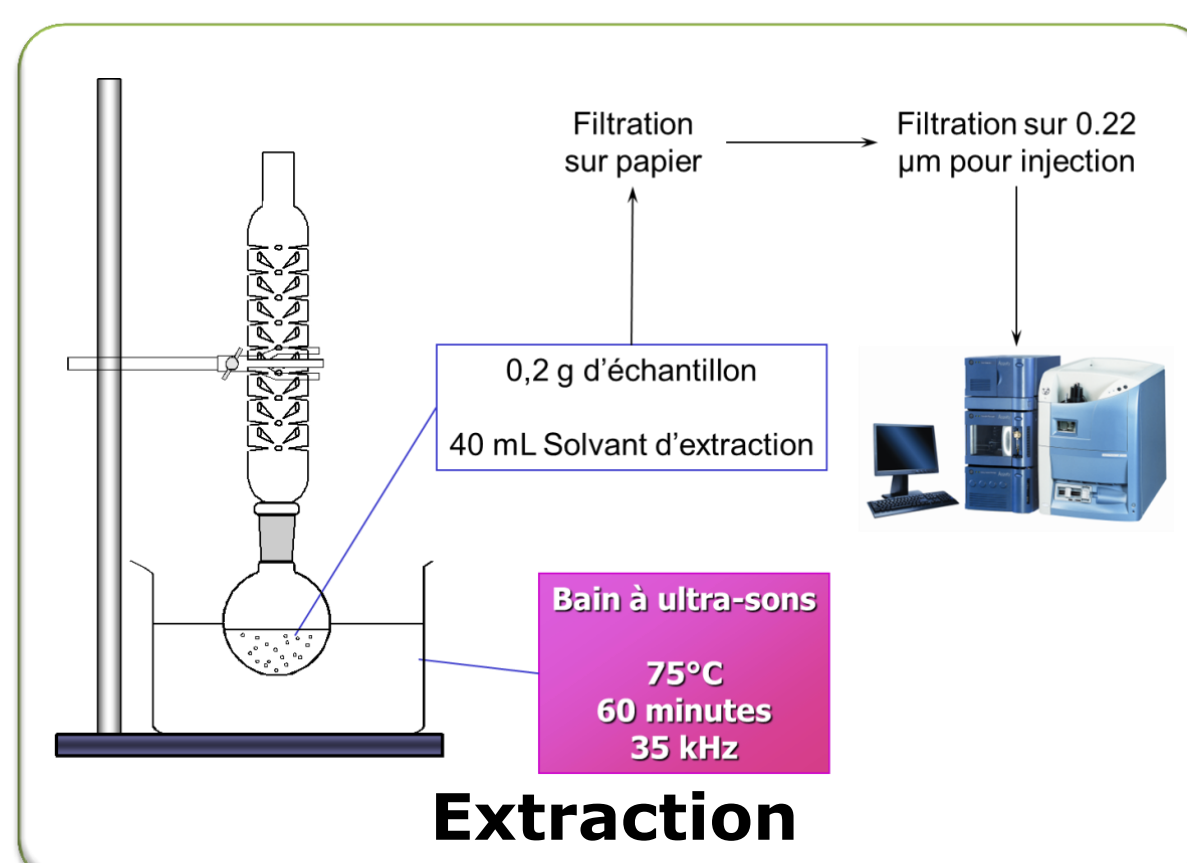 Filtration
sur papier
Filtration sur 0.22
µm pour injection
0,2 g d'échantillon
40 mL Solvant d'extraction
Bain à ultra-sons
75°C
60 minutes
35 kHz
Extraction